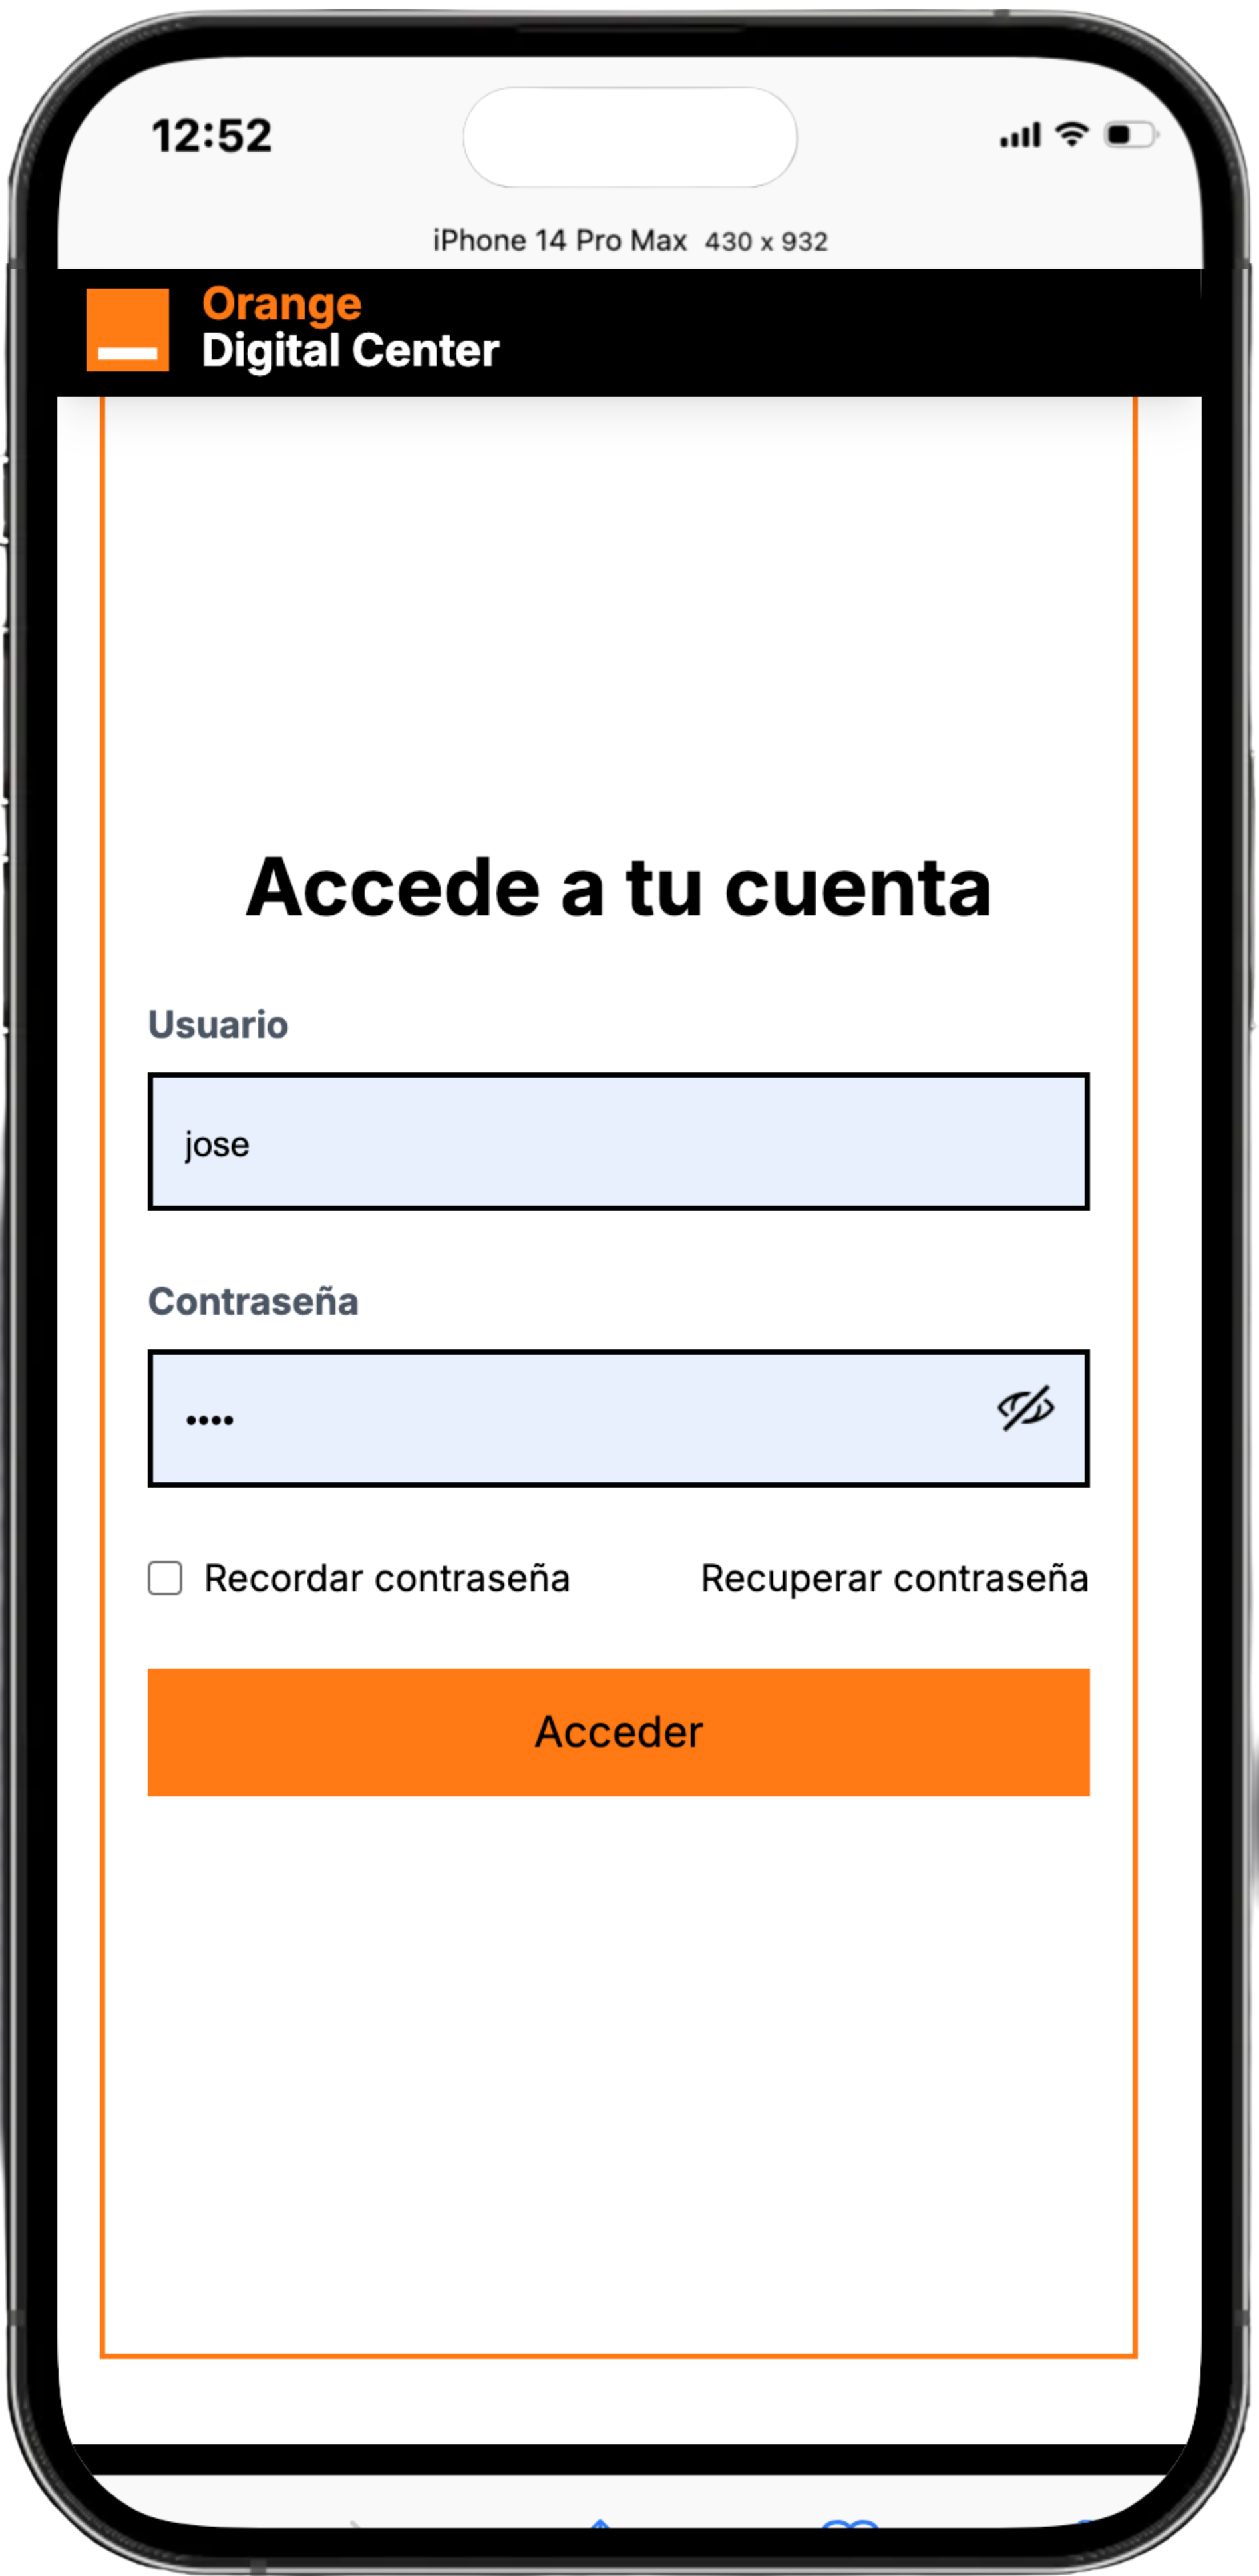 12:52
iPhone 14 Pro Max 430 x 932
Orange
Digital Center
Accede a tu cuenta
Usuario
jose
Contraseña
••••
Recordar contraseña
Recuperar contraseña
Acceder